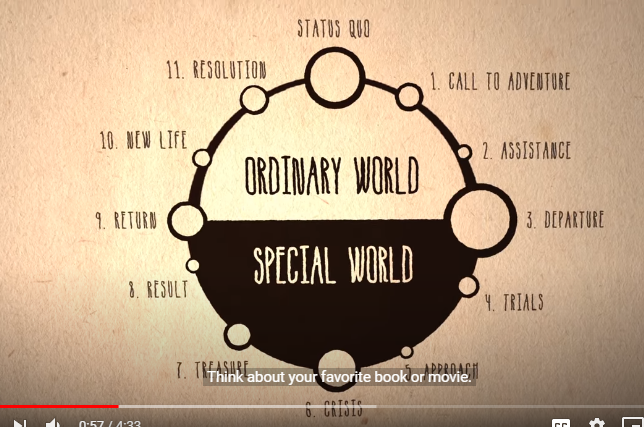 STATUS QUO
11. RESOLUTION
1. CALL TO ADVENTURE
10. NEW LIFE
2. ASSISTANCE
ORDINARY WORLD
9. RETURN
3. DEPARTURE
SPECIAL WORLD
8. RESULT
4. TRIALS
7. TREASURE
5. APPROACH
Think about your favorite book or movie.
6. CRISIS
0:57 / 4:33
CC